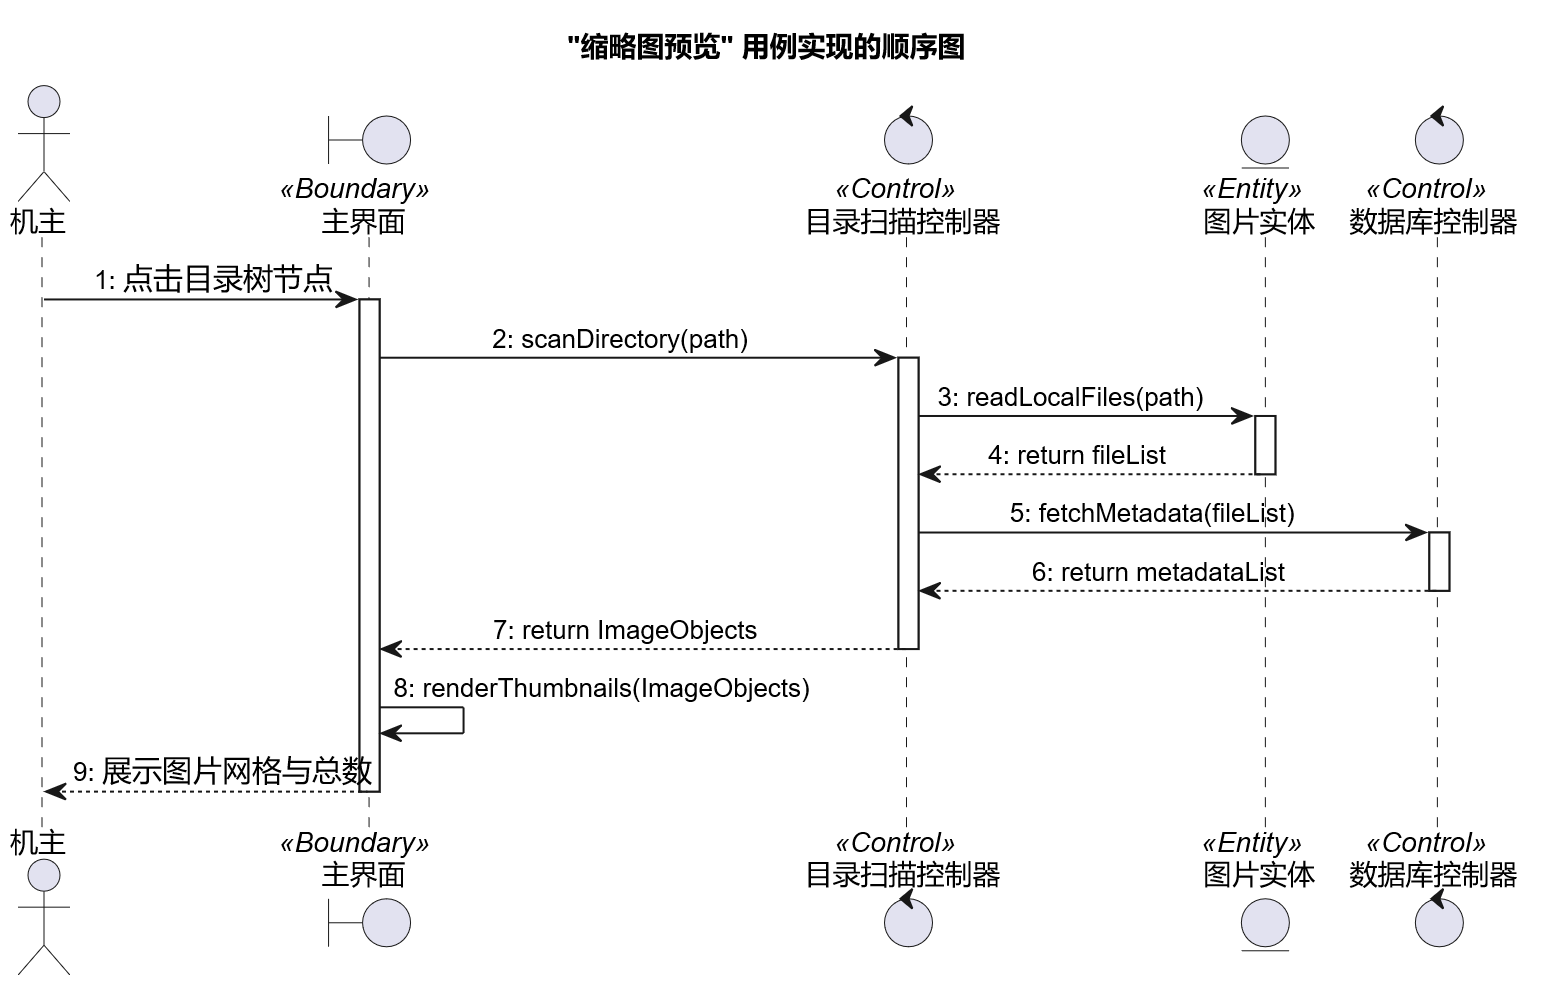 "缩略图预览" 用例实现的顺序图
机主
«Boundary»
主界面
«Control»
目录扫描控制器
«Entity»
图片实体
«Control»
数据库控制器
1: 点击目录树节点
2: scanDirectory(path)
3: readLocalFiles(path)
4: return fileList
5: fetchMetadata(fileList)
6: return metadataList
7: return ImageObjects
8: renderThumbnails(ImageObjects)
9: 展示图片网格与总数
机主
«Boundary»
主界面
«Control»
目录扫描控制器
«Entity»
图片实体
«Control»
数据库控制器